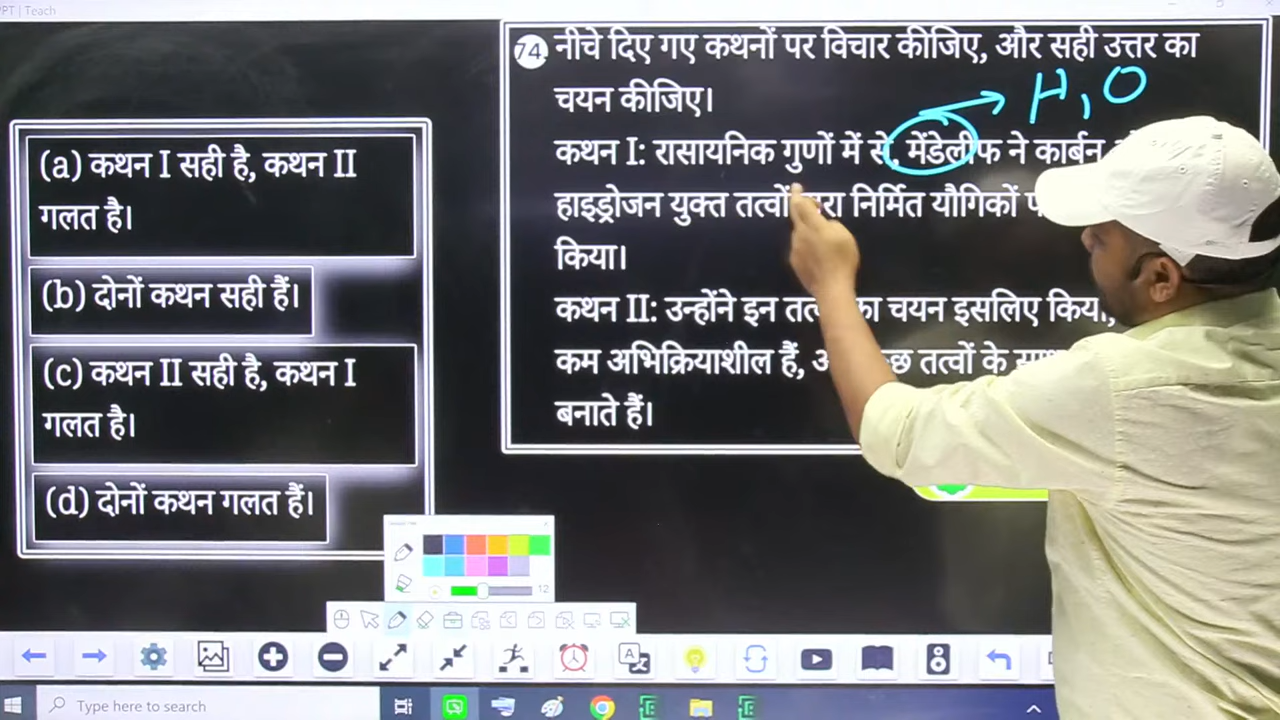 PPT | Teach
74. नीचे दिए गए कथनों पर विचार कीजिए, और सही उत्तर का
चयन कीजिए।
H, O
कथन I: रासायनिक गुणों में से, मेंडेलीफ ने कार्बन
हाइड्रोजन युक्त तत्वों निर्मित यौगिकों
किया।
कथन II: उन्होंने इन चयन इसलिए किया,
कम अभिक्रियाशील हैं, तत्वों के
बनाते हैं।
(a) कथन I सही है, कथन II
गलत है।
(b) दोनों कथन सही हैं।
(c) कथन II सही है, कथन I
गलत है।
(d) दोनों कथन गलत हैं।
12
Type here to search